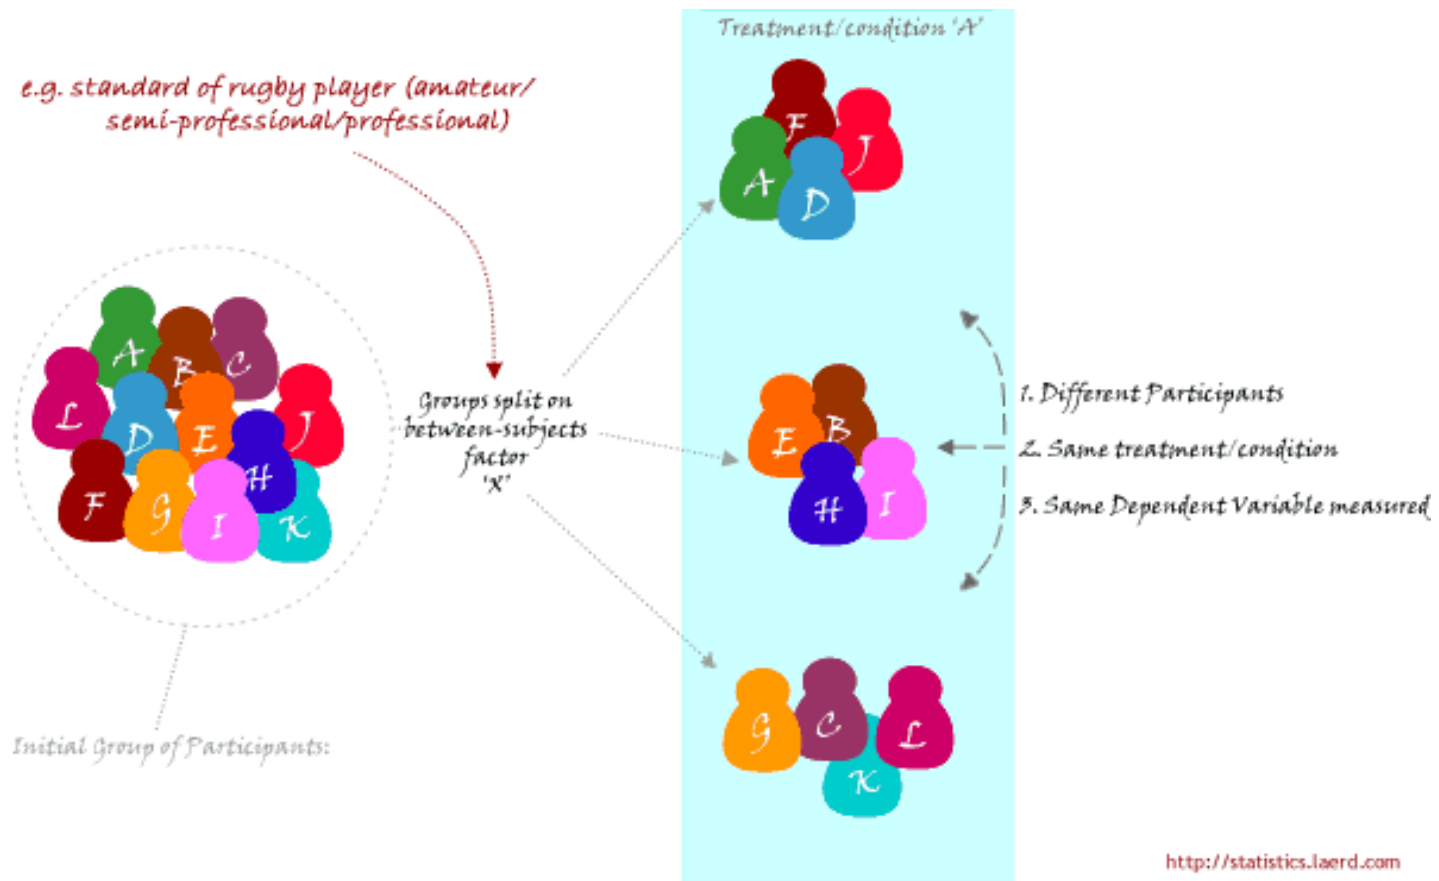 Treatment/condition 'A'
e.g. standard of rugby player (amateur/
semi-professional/professional)
F
J
A
D
A
B
C
L
D
E
J
H
F
G
I
K
Groups split on
between-subjects
factor
'X'
E
B
H
I
1. Different Participants
2. Same treatment/condition
3. Same Dependent Variable measured
G
C
L
K
Initial Group of Participants:
http://statistics.laerd.com